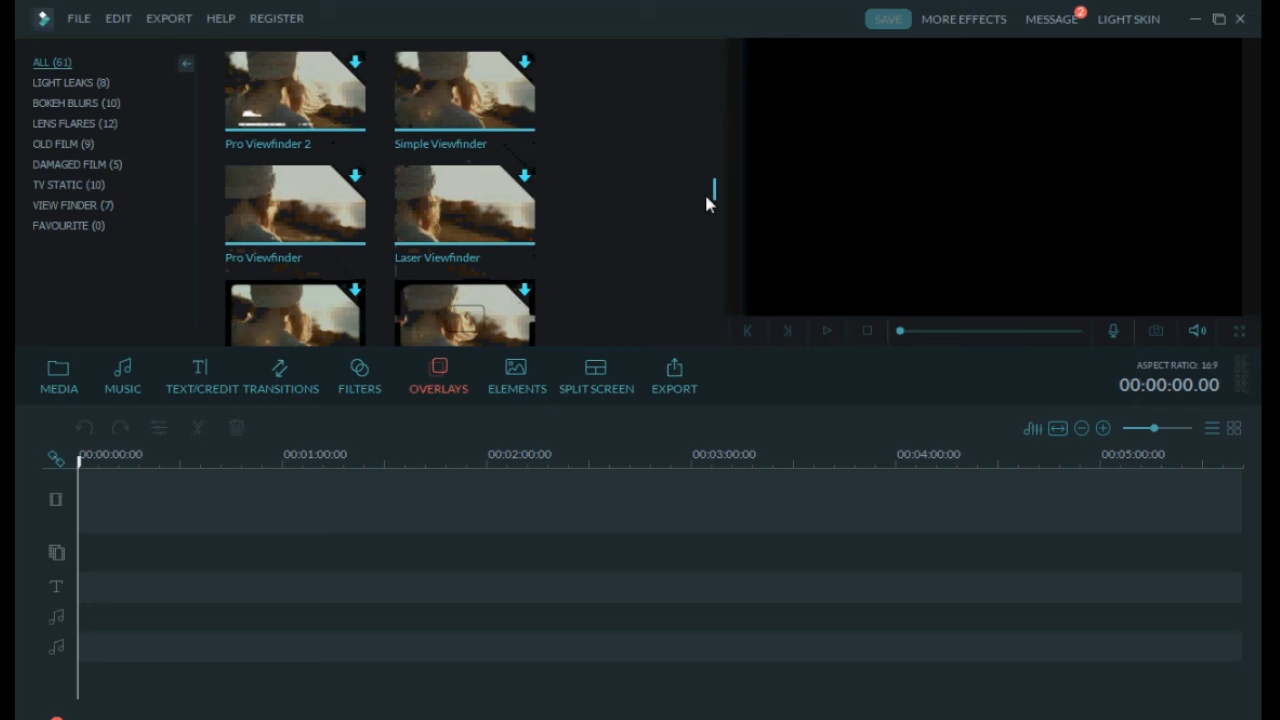 FILE EDIT EXPORT HELP REGISTER SAVE MORE EFFECTS MESSAGE 2 LIGHT SKIN
ALL (61)
LIGHT LEAKS (8)
BOKEH BLURS (10)
LENS FLARES (12)
OLD FILM (9)
DAMAGED FILM (5)
TV STATIC (10)
VIEW FINDER (7)
FAVOURITE (0)
Pro Viewfinder 2 Simple Viewfinder
Pro Viewfinder Laser Viewfinder
MEDIA MUSIC TEXT/CREDIT TRANSITIONS FILTERS OVERLAYS ELEMENTS SPLIT SCREEN EXPORT
ASPECT RATIO: 16:9
00:00:00.00
00:00:00:00 00:01:00:00 00:02:00:00 00:03:00:00 00:04:00:00 00:05:00:00